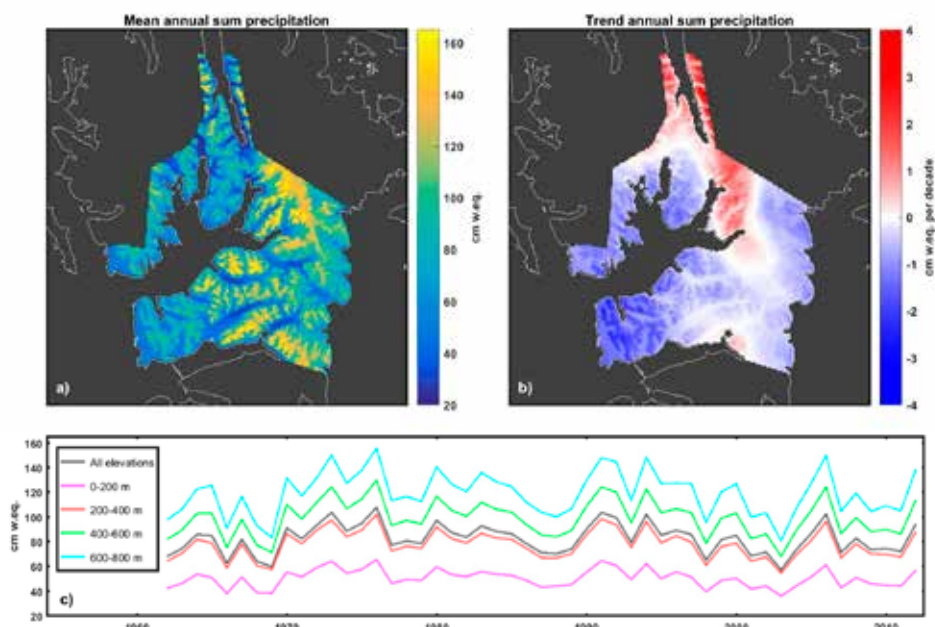 Mean annual sum precipitation
160
140
120
100
80
60
40
20
cm w.eq.
a)
Trend annual sum precipitation
4
3
2
1
0
-1
-2
-3
-4
cm w.eq. per decade
b)
160
140
120
100
80
60
40
20
cm w.eq.
All elevations
0-200 m
200-400 m
400-600 m
600-800 m
c)